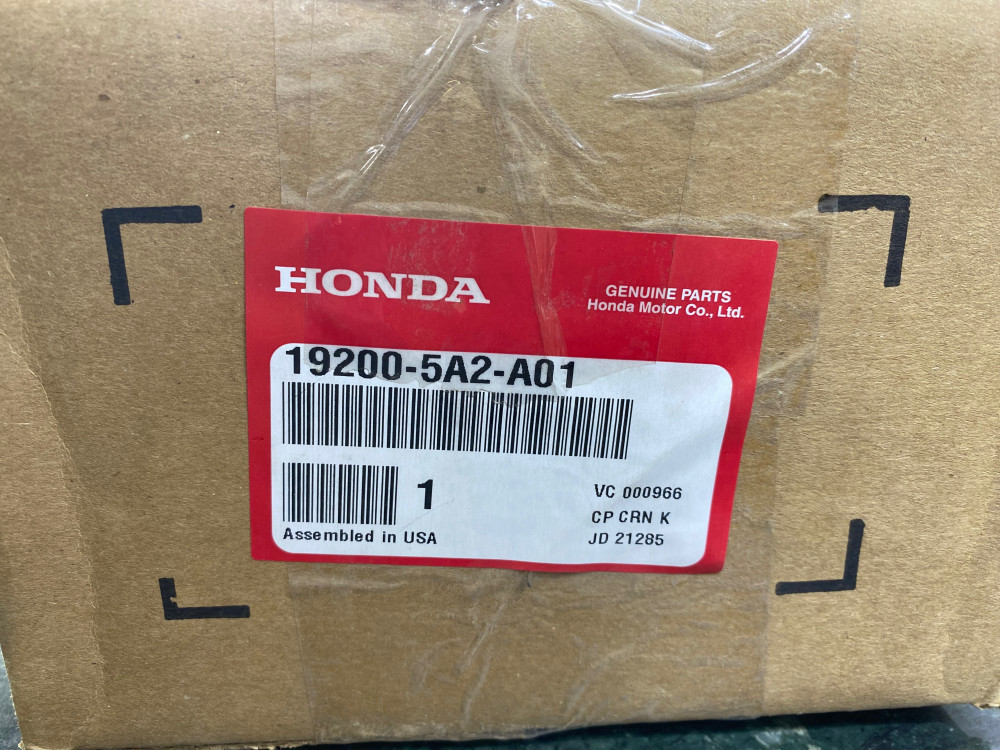 HONDA
GENUINE PARTS
Honda Motor Co., Ltd.
19200-5A2-A01
1
VC 000966
CP CRN K
Assembled in USA
JD 21285